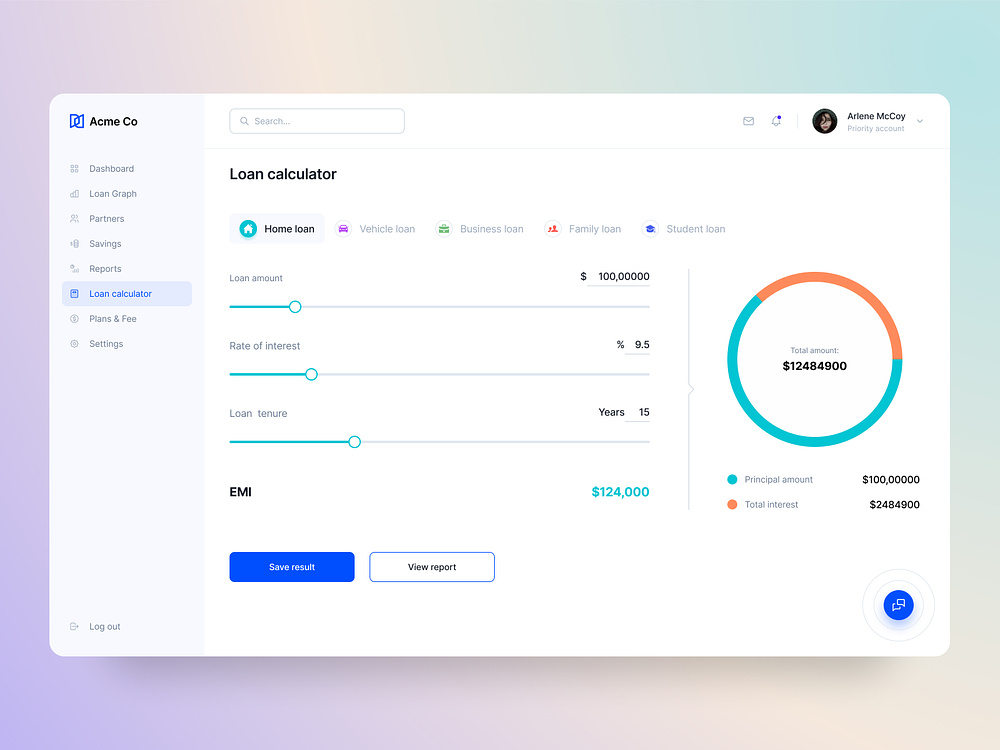 Acme Co
Search...
Arlene McCoy
Priority account
Dashboard
Loan Graph
Partners
Savings
Reports
Loan calculator
Plans & Fee
Settings
Log out
Loan calculator
Home loan
Vehicle loan
Business loan
Family loan
Student loan
Loan amount
$ 100,00000
Rate of interest
% 9.5
Loan tenure
Years 15
EMI
$124,000
Save result
View report
Total amount:
$12484900
Principal amount
$100,00000
Total interest
$2484900